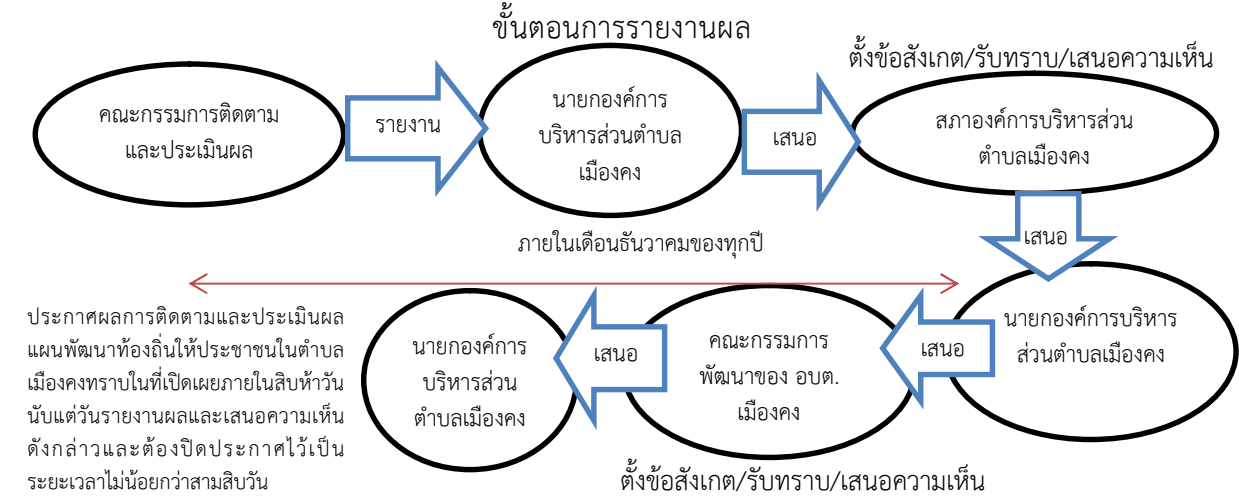 ขั้นตอนการรายงานผล
ตั้งข้อสังเกต/รับทราบ/เสนอความเห็น
คณะกรรมการติดตาม
และประเมินผล
รายงาน
นายกองค์การ
บริหารส่วนตำบล
เมืองคง
เสนอ
สภาองค์การบริหารส่วน
ตำบลเมืองคง
เสนอ
ภายในเดือนธันวาคมของทุกปี
นายกองค์การบริหาร
ส่วนตำบลเมืองคง
เสนอ
คณะกรรมการ
พัฒนาของ อบต.
เมืองคง
เสนอ
นายกองค์การ
บริหารส่วน
ตำบลเมืองคง
ตั้งข้อสังเกต/รับทราบ/เสนอความเห็น
ประกาศผลการติดตามและประเมินผล
แผนพัฒนาท้องถิ่นให้ประชาชนในตำบล
เมืองคงทราบในที่เปิดเผยภายในสิบห้าวัน
นับแต่วันรายงานผลและเสนอความเห็น
ดังกล่าวและต้องปิดประกาศไว้เป็น
ระยะเวลาไม่น้อยกว่าสามสิบวัน